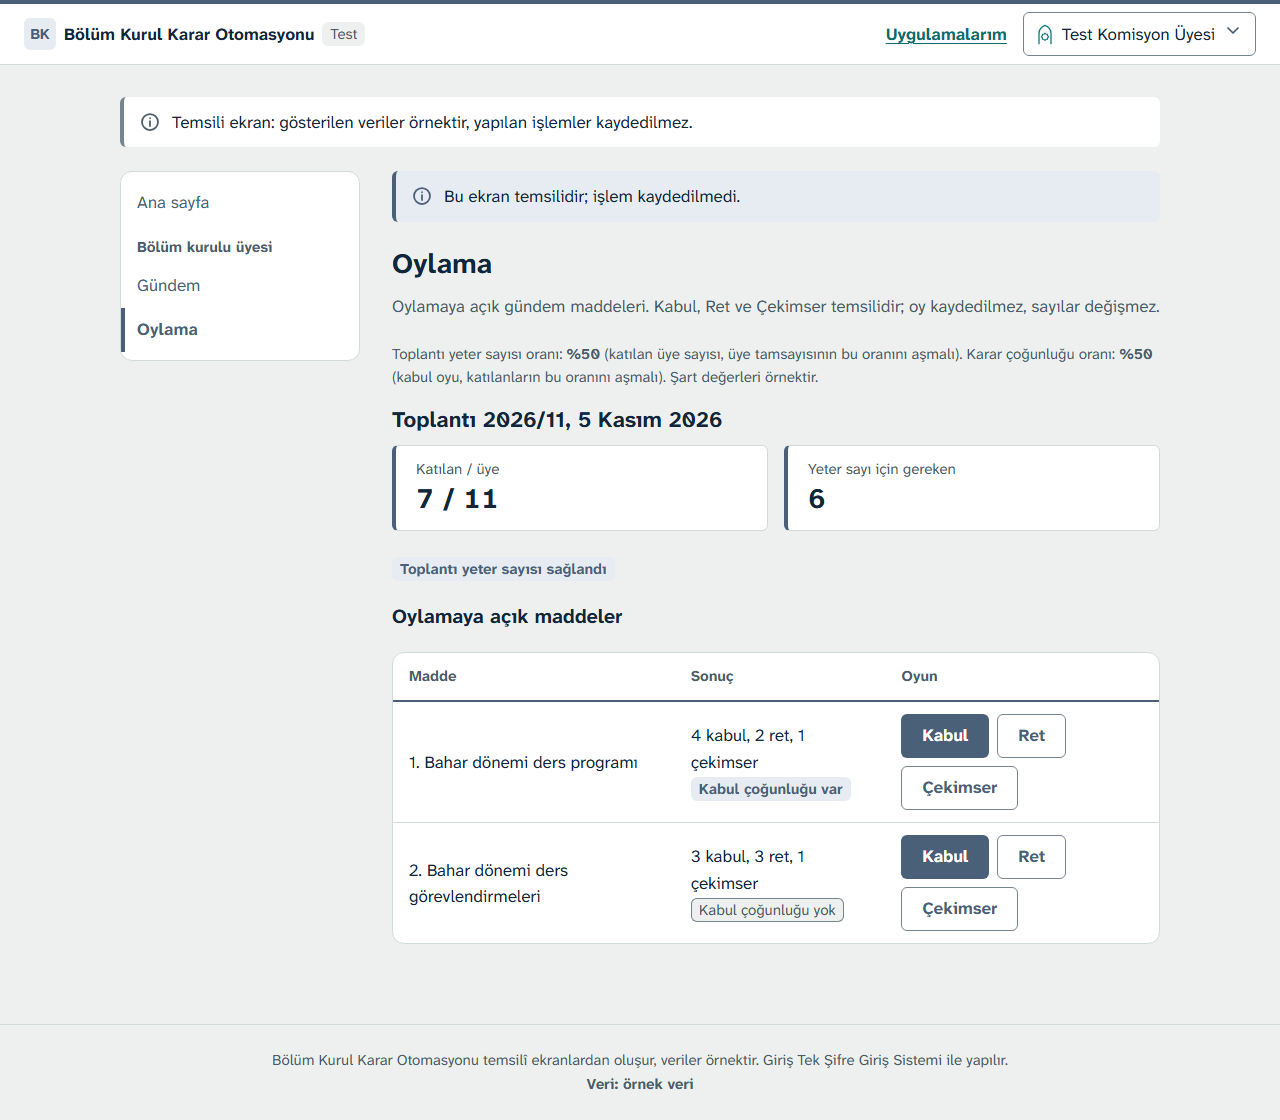 BK Bölüm Kurul Karar Otomasyonu Test
Uygulamalarım
Test Komisyon Üyesi
Temsili ekran: gösterilen veriler örnektir, yapılan işlemler kaydedilmez.
Ana sayfa
Bölüm kurulu üyesi
Gündem
Oylama
Bu ekran temsilidir; işlem kaydedilmedi.
Oylama
Oylamaya açık gündem maddeleri. Kabul, Ret ve Çekimser temsilidir; oy kaydedilmez, sayılar değişmez.
Toplantı yeter sayısı oranı: %50 (katılan üye sayısı, üye tamsayısının bu oranını aşmalı). Karar çoğunluğu oranı: %50
(kabul oyu, katılanların bu oranını aşmalı). Şart değerleri örnektir.
Toplantı 2026/11, 5 Kasım 2026
Katılan / üye
7 / 11
Yeter sayı için gereken
6
Toplantı yeter sayısı sağlandı
Oylamaya açık maddeler
Madde Sonuç Oyun
1. Bahar dönemi ders programı
4 kabul, 2 ret, 1
çekimser
Kabul çoğunluğu var
Kabul Ret
Çekimser
2. Bahar dönemi ders
görevlendirmeleri
3 kabul, 3 ret, 1
çekimser
Kabul çoğunluğu yok
Kabul Ret
Çekimser
Bölüm Kurul Karar Otomasyonu temsilî ekranlardan oluşur, veriler örnektir. Giriş Tek Şifre Giriş Sistemi ile yapılır.
Veri: örnek veri